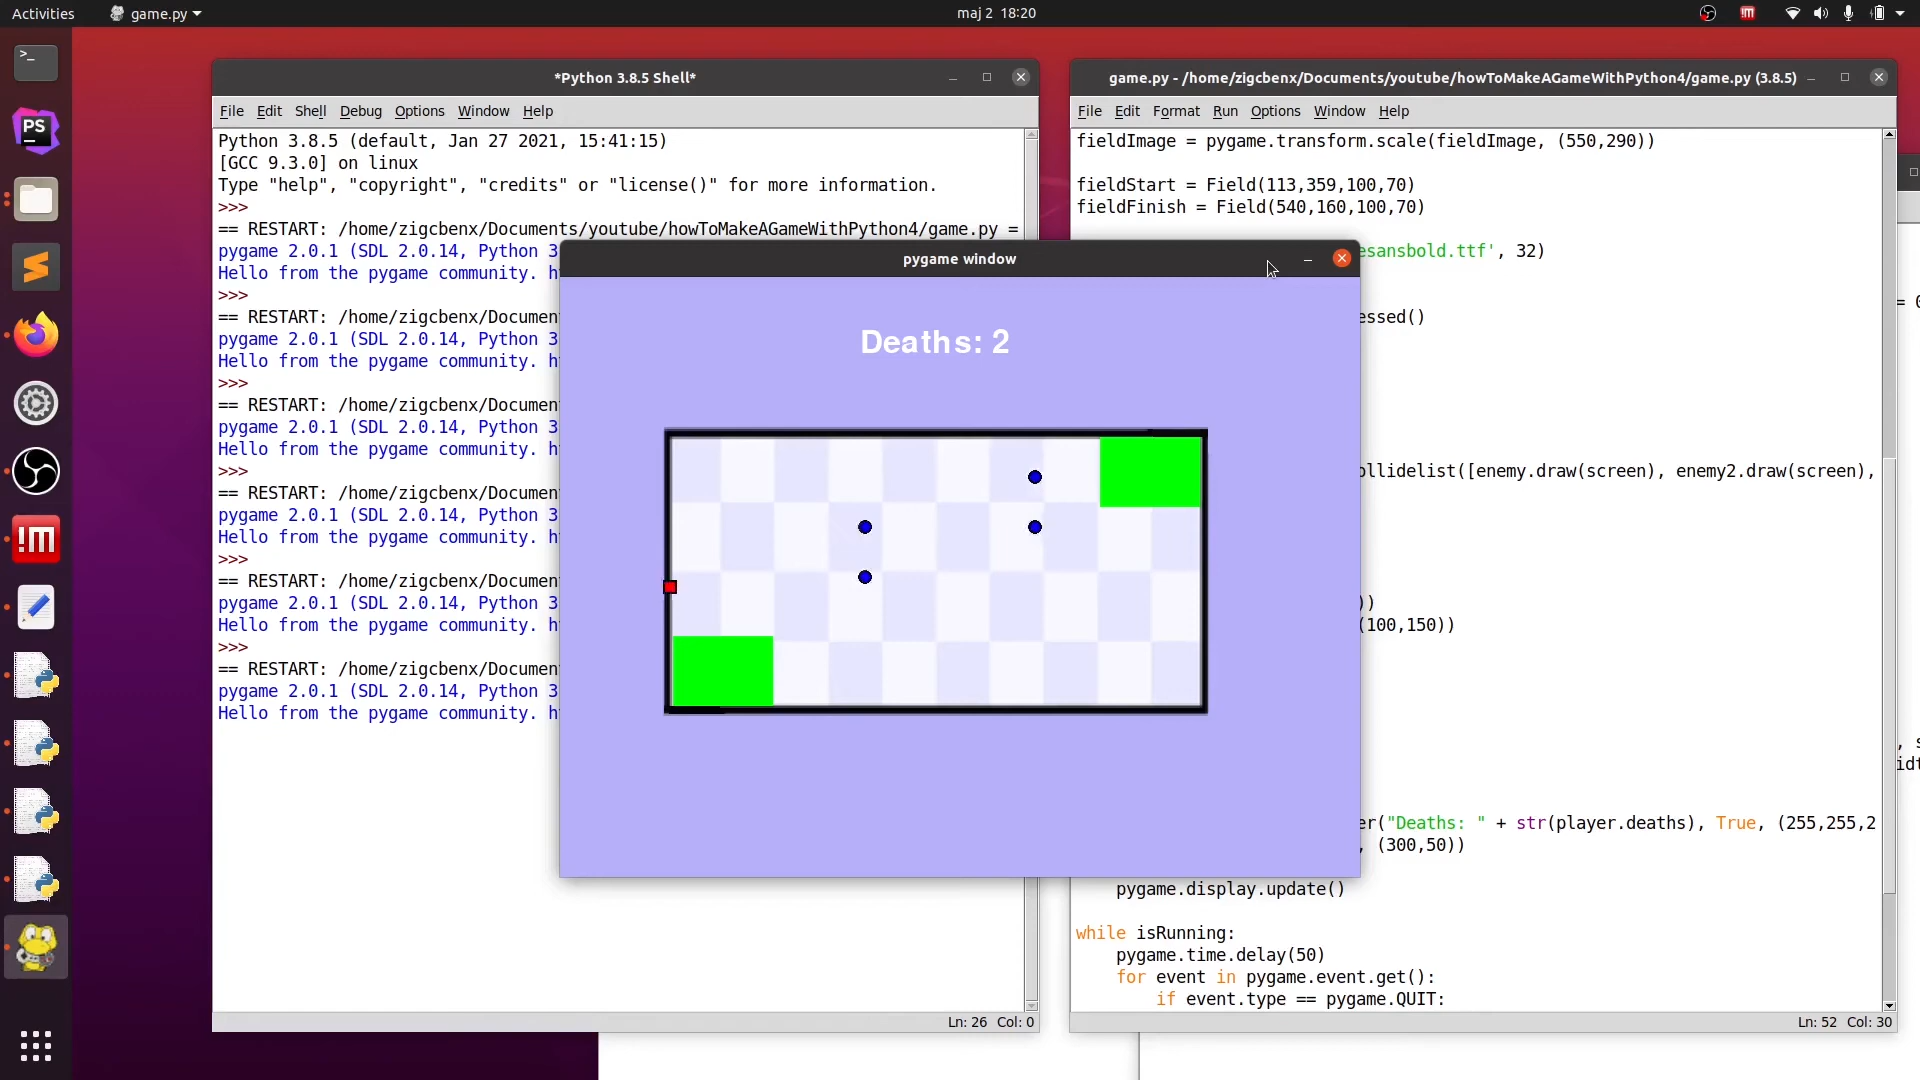 Activities
game.py
maj 2 18:20
*Python 3.8.5 Shell*
File Edit Shell Debug Options Window Help
Python 3.8.5 (default, Jan 27 2021, 15:41:15)
[GCC 9.3.0] on linux
Type "help", "copyright", "credits" or "license()" for more information.
>>>
== RESTART: /home/zigcbenx/Documents/youtube/howToMakeAGameWithPython4/game.py =
pygame 2.0.1 (SDL 2.0.14, Python 3
Hello from the pygame community.
>>>
== RESTART: /home/zigcbenx/Documen
pygame 2.0.1 (SDL 2.0.14, Python 3
Hello from the pygame community.
>>>
== RESTART: /home/zigcbenx/Documen
pygame 2.0.1 (SDL 2.0.14, Python 3
Hello from the pygame community.
>>>
== RESTART: /home/zigcbenx/Documen
pygame 2.0.1 (SDL 2.0.14, Python 3
Hello from the pygame community.
>>>
== RESTART: /home/zigcbenx/Documen
pygame 2.0.1 (SDL 2.0.14, Python 3
Hello from the pygame community.
>>>
== RESTART: /home/zigcbenx/Documen
pygame 2.0.1 (SDL 2.0.14, Python 3
Hello from the pygame community.
Ln: 26 Col: 0
pygame window
Deaths: 2
game.py - /home/zigcbenx/Documents/youtube/howToMakeAGameWithPython4/game.py (3.8.5)
File Edit Format Run Options Window Help
fieldImage = pygame.transform.scale(fieldImage, (550,290))
fieldStart = Field(113,359,100,70)
fieldFinish = Field(540,160,100,70)
esansbold.ttf', 32)
essed()
ollidelist([enemy.draw(screen), enemy2.draw(screen),
))
(100,150))
er("Deaths: " + str(player.deaths), True, (255,255,2
, (300,50))
pygame.display.update()
while isRunning:
pygame.time.delay(50)
for event in pygame.event.get():
if event.type == pygame.QUIT:
Ln: 52 Col: 30
PS
!M